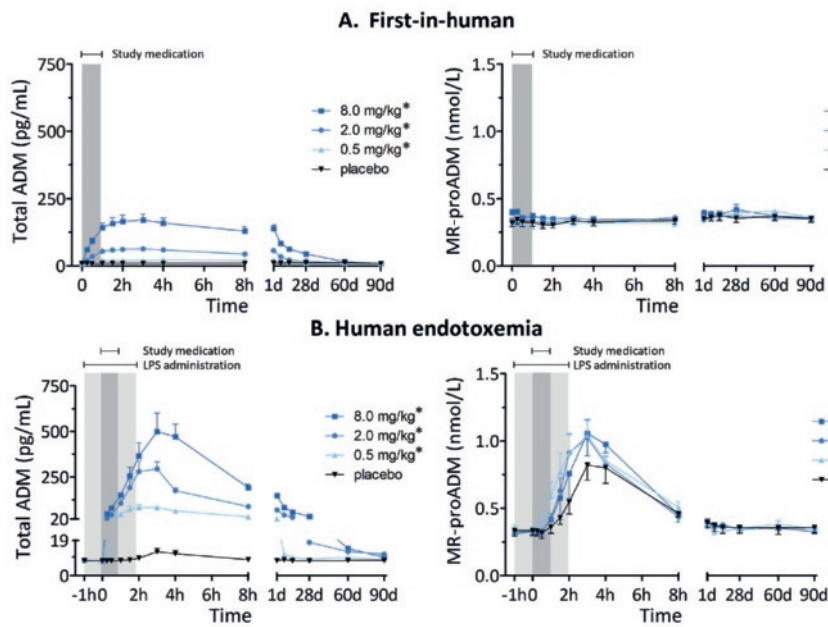 A. First-in-human
Study medication
Total ADM (pg/mL)
750
500
250
0
8.0 mg/kg*
2.0 mg/kg*
0.5 mg/kg*
placebo
0 2h 4h 8h 1d 28d 60d 90d
Time
Study medication
MR-proADM (nmol/L)
1.5
1.0
0.5
0.0
0 2h 4h 8h 1d 28d 60d 90d
Time
B. Human endotoxemia
Study medication
LPS administration
Total ADM (pg/mL)
750
500
250
20
19
0
8.0 mg/kg*
2.0 mg/kg*
0.5 mg/kg*
placebo
-1h 0 2h 4h 8h 1d 28d 60d 90d
Time
Study medication
LPS administration
MR-proADM (nmol/L)
1.5
1.0
0.5
0.0
-1h 0 2h 4h 8h 1d 28d 60d 90d
Time